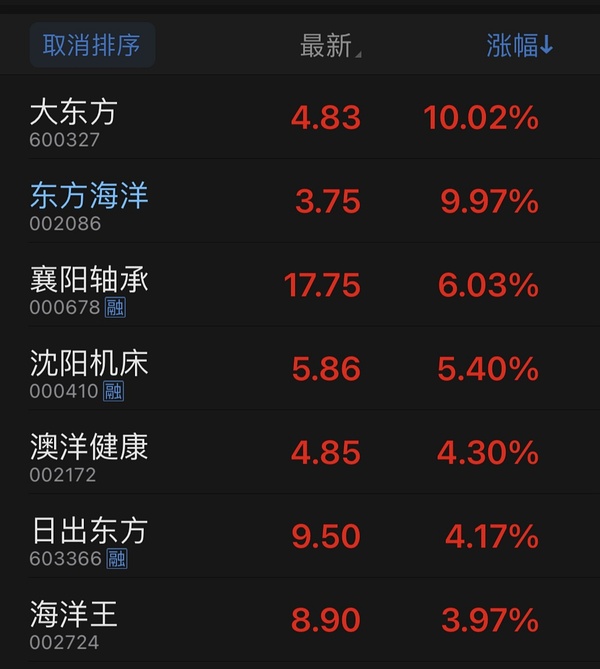 取消排序 最新 涨幅↓
大东方 4.83 10.02%
600327
东方海洋 3.75 9.97%
002086
襄阳轴承 17.75 6.03%
000678 融
沈阳机床 5.86 5.40%
000410 融
澳洋健康 4.85 4.30%
002172
日出东方 9.50 4.17%
603366 融
海洋王 8.90 3.97%
002724